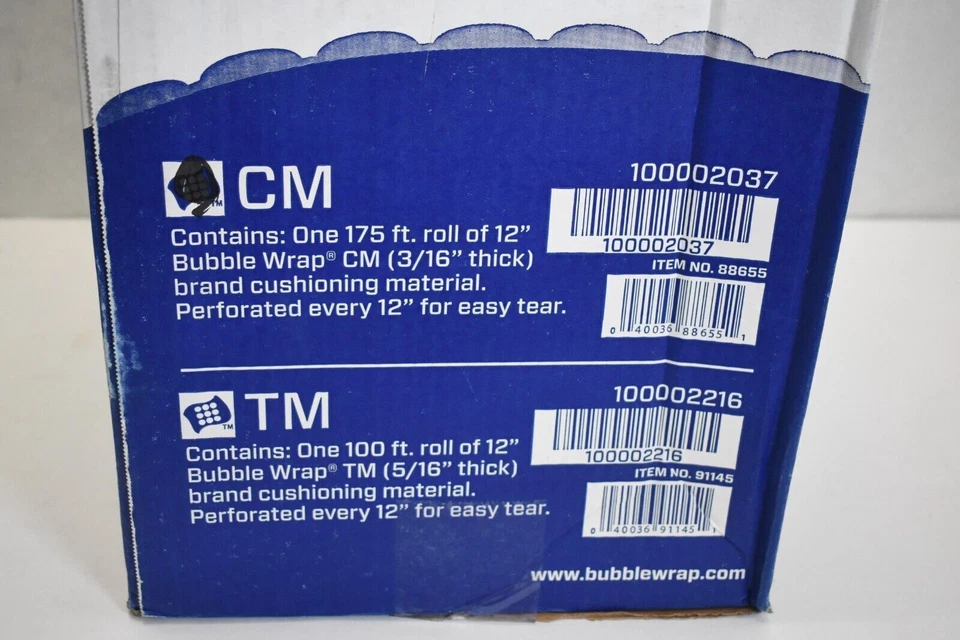 CM
Contains: One 175 ft. roll of 12”
Bubble Wrap® CM (3/16” thick)
brand cushioning material.
Perforated every 12” for easy tear.
100002037
100002037
ITEM NO. 88655
0 40036 88655 1
TM
Contains: One 100 ft. roll of 12”
Bubble Wrap® TM (5/16” thick)
brand cushioning material.
Perforated every 12” for easy tear.
100002216
100002216
ITEM NO. 91145
0 40036 91145 1
www.bubblewrap.com